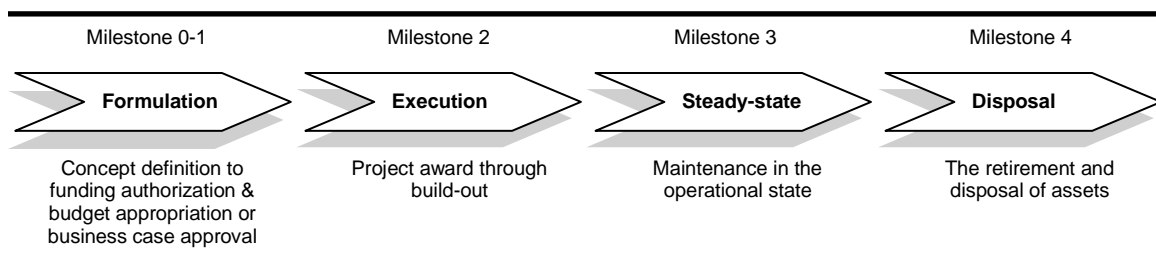 Milestone 0-1
Milestone 2
Milestone 3
Milestone 4
Formulation
Execution
Steady-state
Disposal
Concept definition to
funding authorization &
budget appropriation or
business case approval
Project award through
build-out
Maintenance in the
operational state
The retirement and
disposal of assets